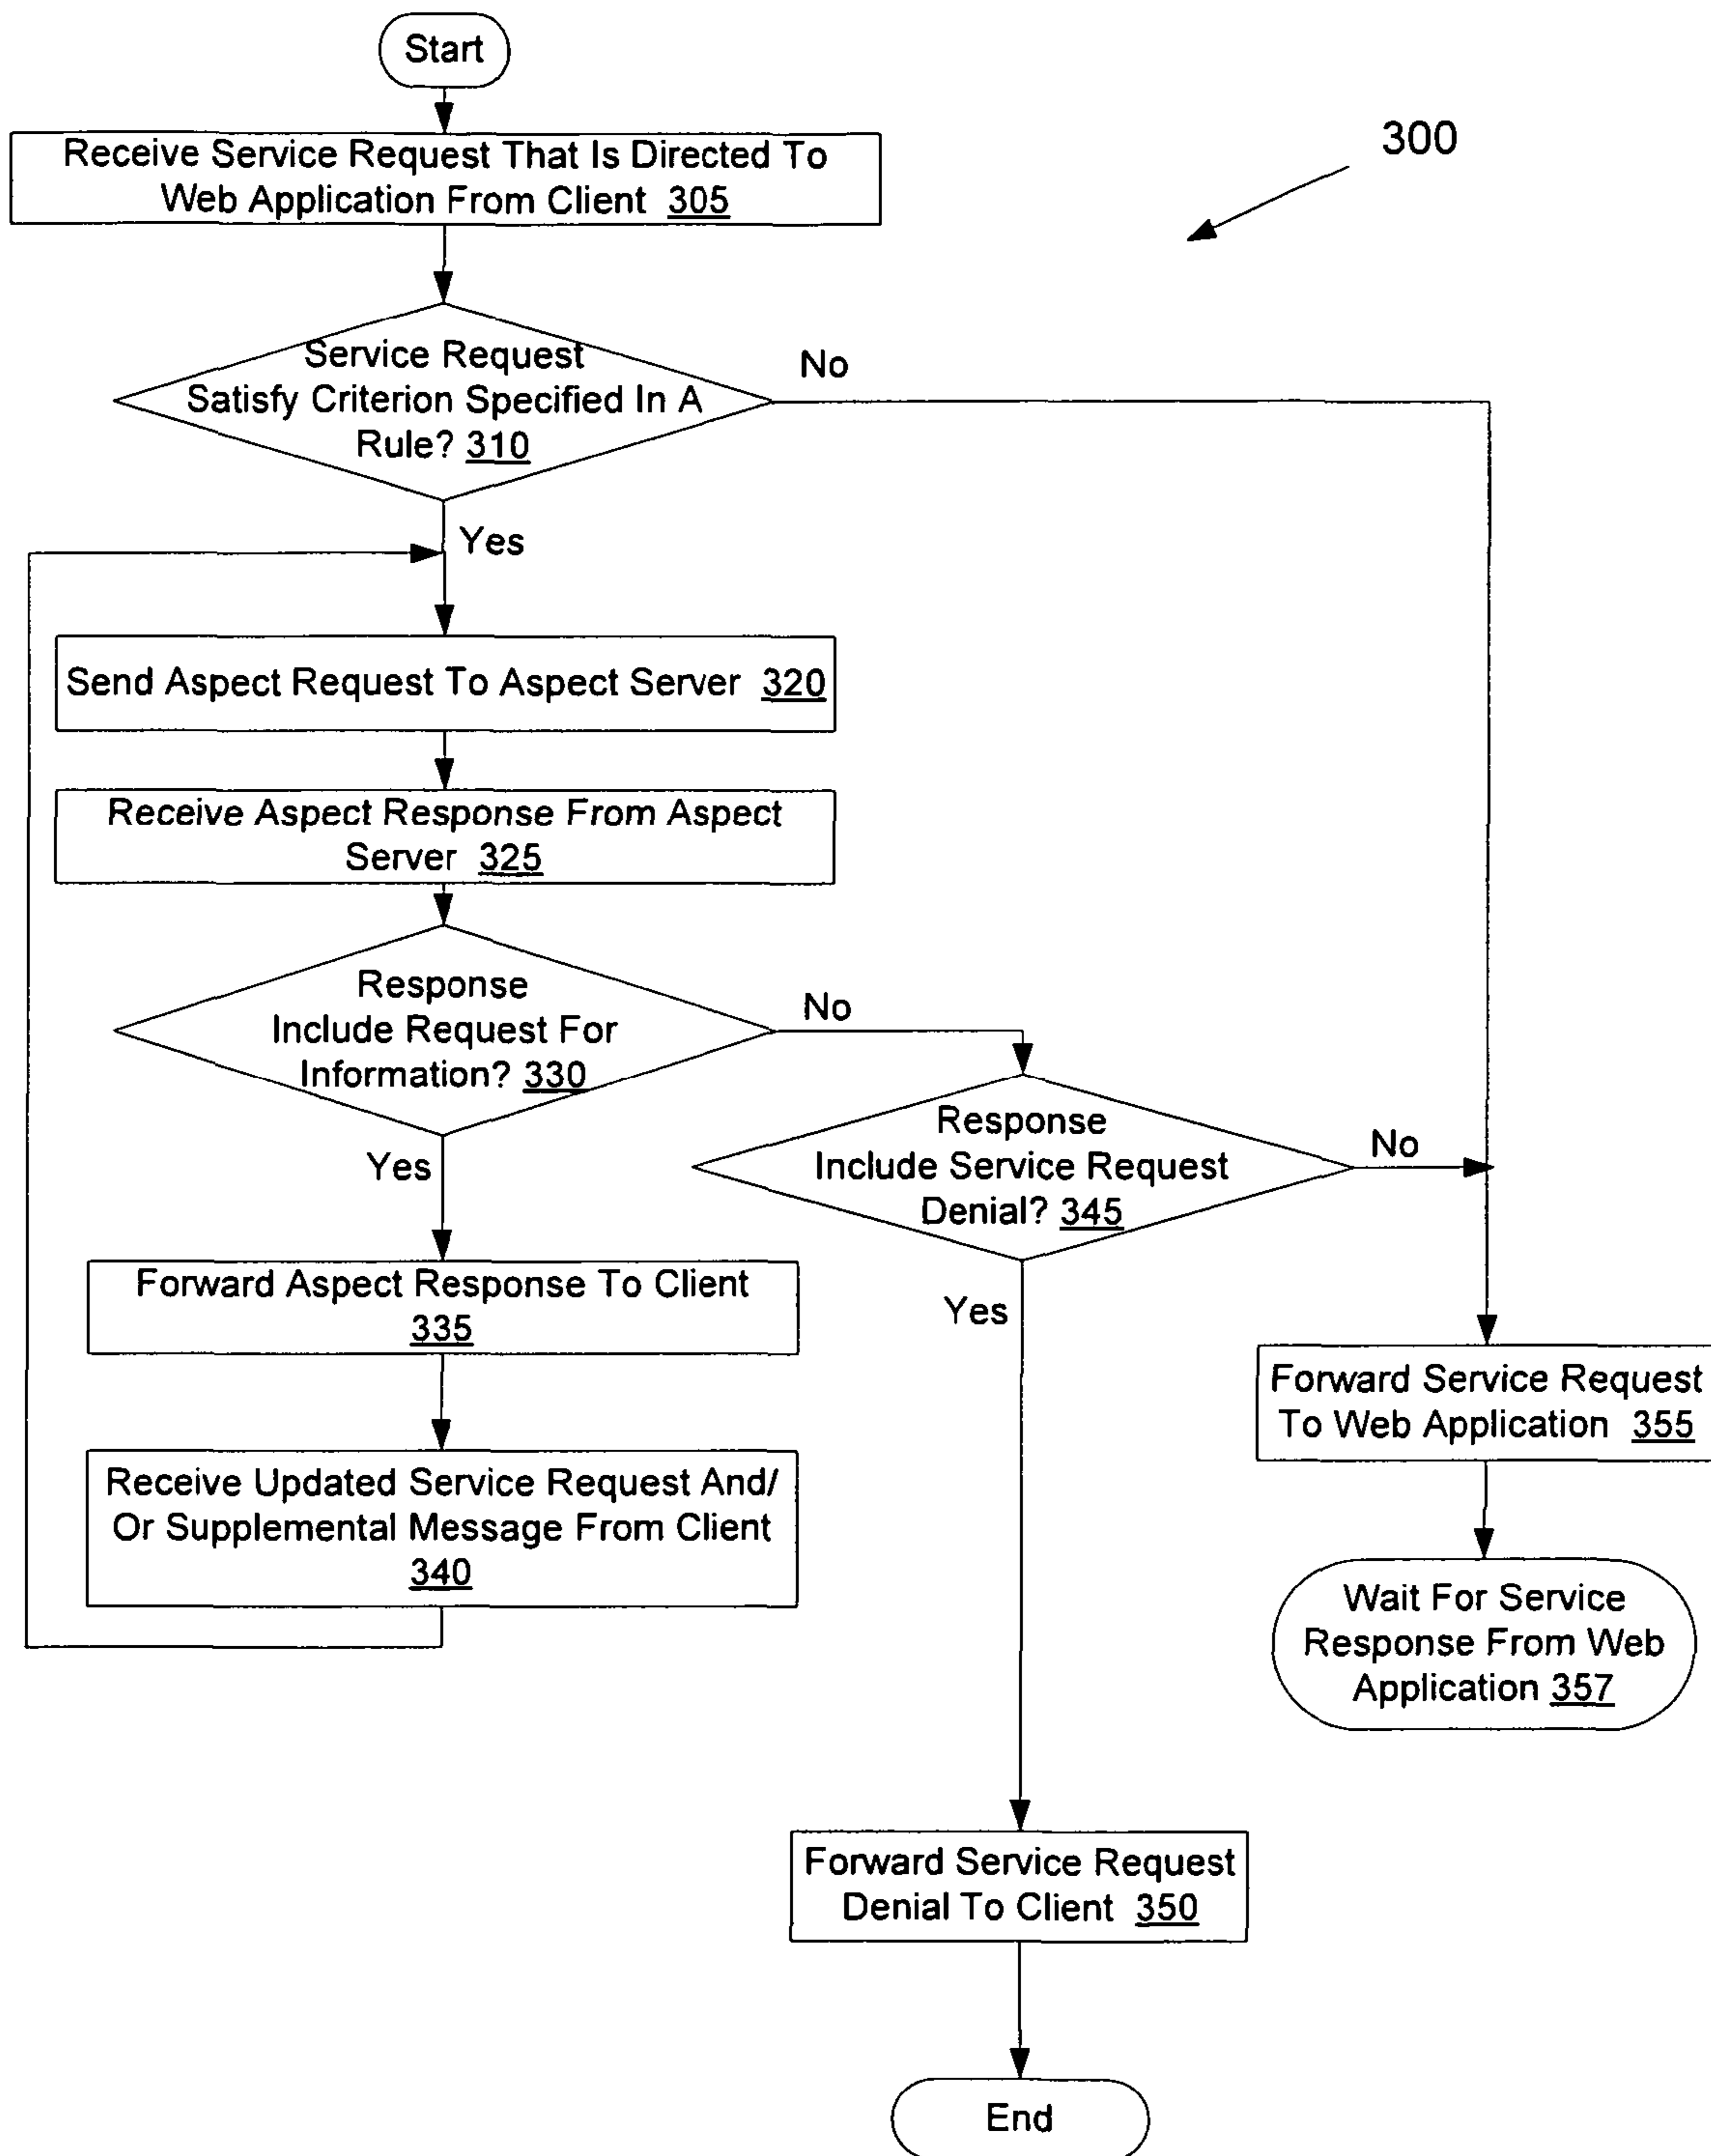 Start
300
Receive Service Request That Is Directed To
Web Application From Client 305
Service Request
Satisfy Criterion Specified In A
Rule? 310
No
Yes
Send Aspect Request To Aspect Server 320
Receive Aspect Response From Aspect
Server 325
Response
Include Request For
Information? 330
No
Yes
Response
Include Service Request
Denial? 345
No
Yes
Forward Aspect Response To Client
335
Forward Service Request
To Web Application 355
Receive Updated Service Request And/
Or Supplemental Message From Client
340
Wait For Service
Response From Web
Application 357
Forward Service Request
Denial To Client 350
End